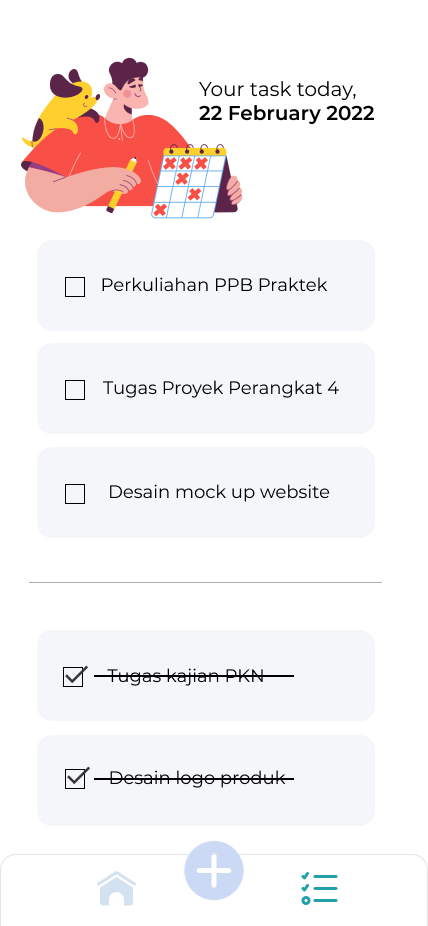 Your task today,
22 February 2022
Perkuliahan PPB Praktek
Tugas Proyek Perangkat 4
Desain mock up website
Tugas kajian PKN
Desain logo produk